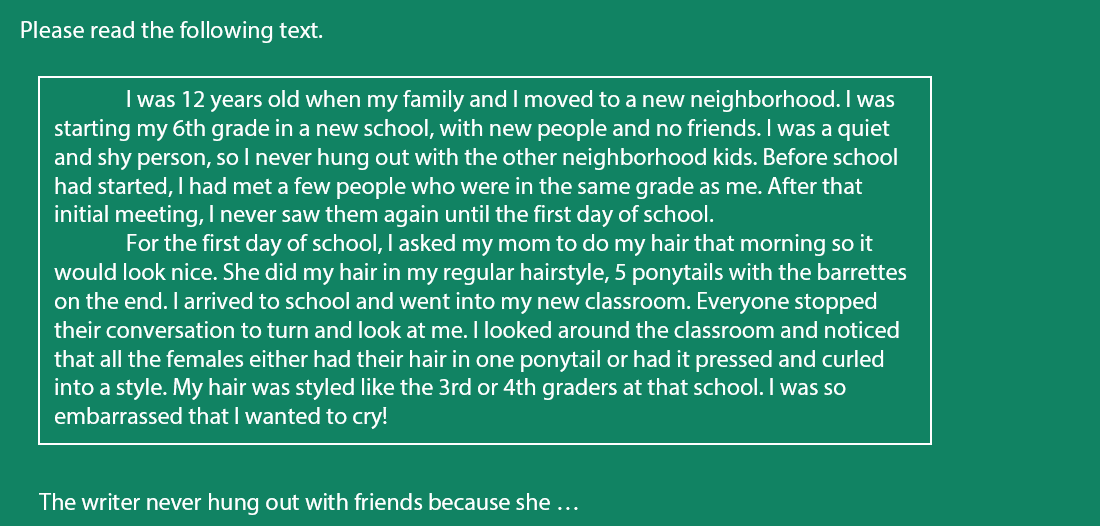 Please read the following text.
I was 12 years old when my family and I moved to a new neighborhood. I was
starting my 6th grade in a new school, with new people and no friends. I was a quiet
and shy person, so I never hung out with the other neighborhood kids. Before school
had started, I had met a few people who were in the same grade as me. After that
initial meeting, I never saw them again until the first day of school.
For the first day of school, I asked my mom to do my hair that morning so it
would look nice. She did my hair in my regular hairstyle, 5 ponytails with the barrettes
on the end. I arrived to school and went into my new classroom. Everyone stopped
their conversation to turn and look at me. I looked around the classroom and noticed
that all the females either had their hair in one ponytail or had it pressed and curled
into a style. My hair was styled like the 3rd or 4th graders at that school. I was so
embarrassed that I wanted to cry!
The writer never hung out with friends because she …